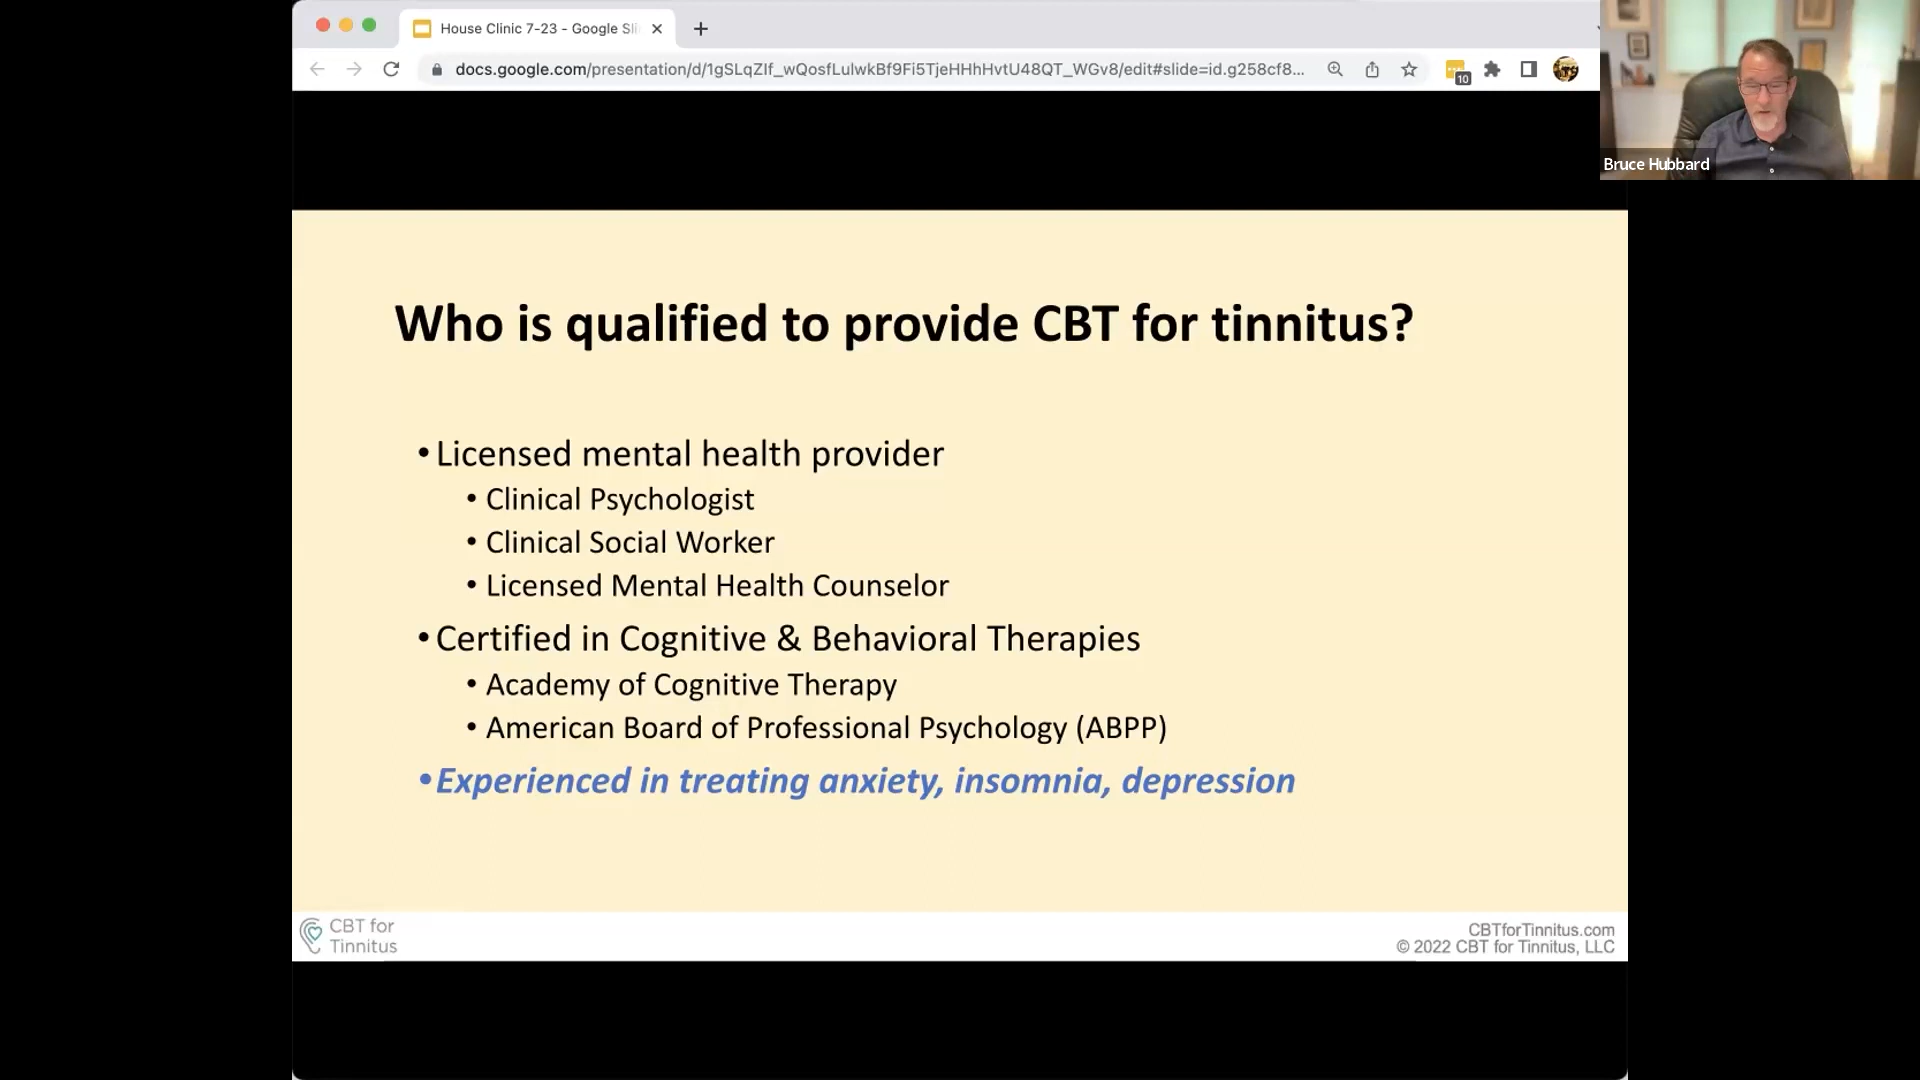 House Clinic 7-23 - Google Sli
docs.google.com/presentation/d/1gSLqZIf_wQosfLulwkBf9Fi5TjeHHhHvtU48QT_WGv8/edit#slide=id.g258cf8...
10
Bruce Hubbard
Who is qualified to provide CBT for tinnitus?
•Licensed mental health provider
• Clinical Psychologist
• Clinical Social Worker
• Licensed Mental Health Counselor
•Certified in Cognitive & Behavioral Therapies
• Academy of Cognitive Therapy
• American Board of Professional Psychology (ABPP)
•Experienced in treating anxiety, insomnia, depression
CBT for
Tinnitus
CBTforTinnitus.com
© 2022 CBT for Tinnitus, LLC